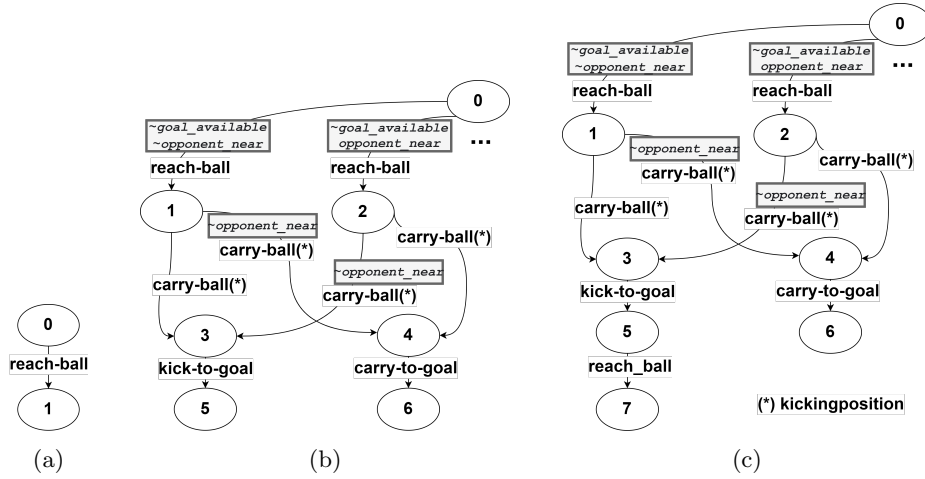 0
reach-ball
1
(a)
0
~goal_available
~opponent_near
~goal_available
opponent_near
...
reach-ball
reach-ball
1
2
~opponent_near
carry-ball(*)
carry-ball(*)
~opponent_near
carry-ball(*)
carry-ball(*)
3
4
kick-to-goal
carry-to-goal
5
6
(b)
0
~goal_available
~opponent_near
~goal_available
opponent_near
...
reach-ball
reach-ball
1
2
~opponent_near
carry-ball(*)
carry-ball(*)
~opponent_near
carry-ball(*)
carry-ball(*)
3
4
kick-to-goal
carry-to-goal
5
6
reach_ball
7
(*) kickingposition
(c)